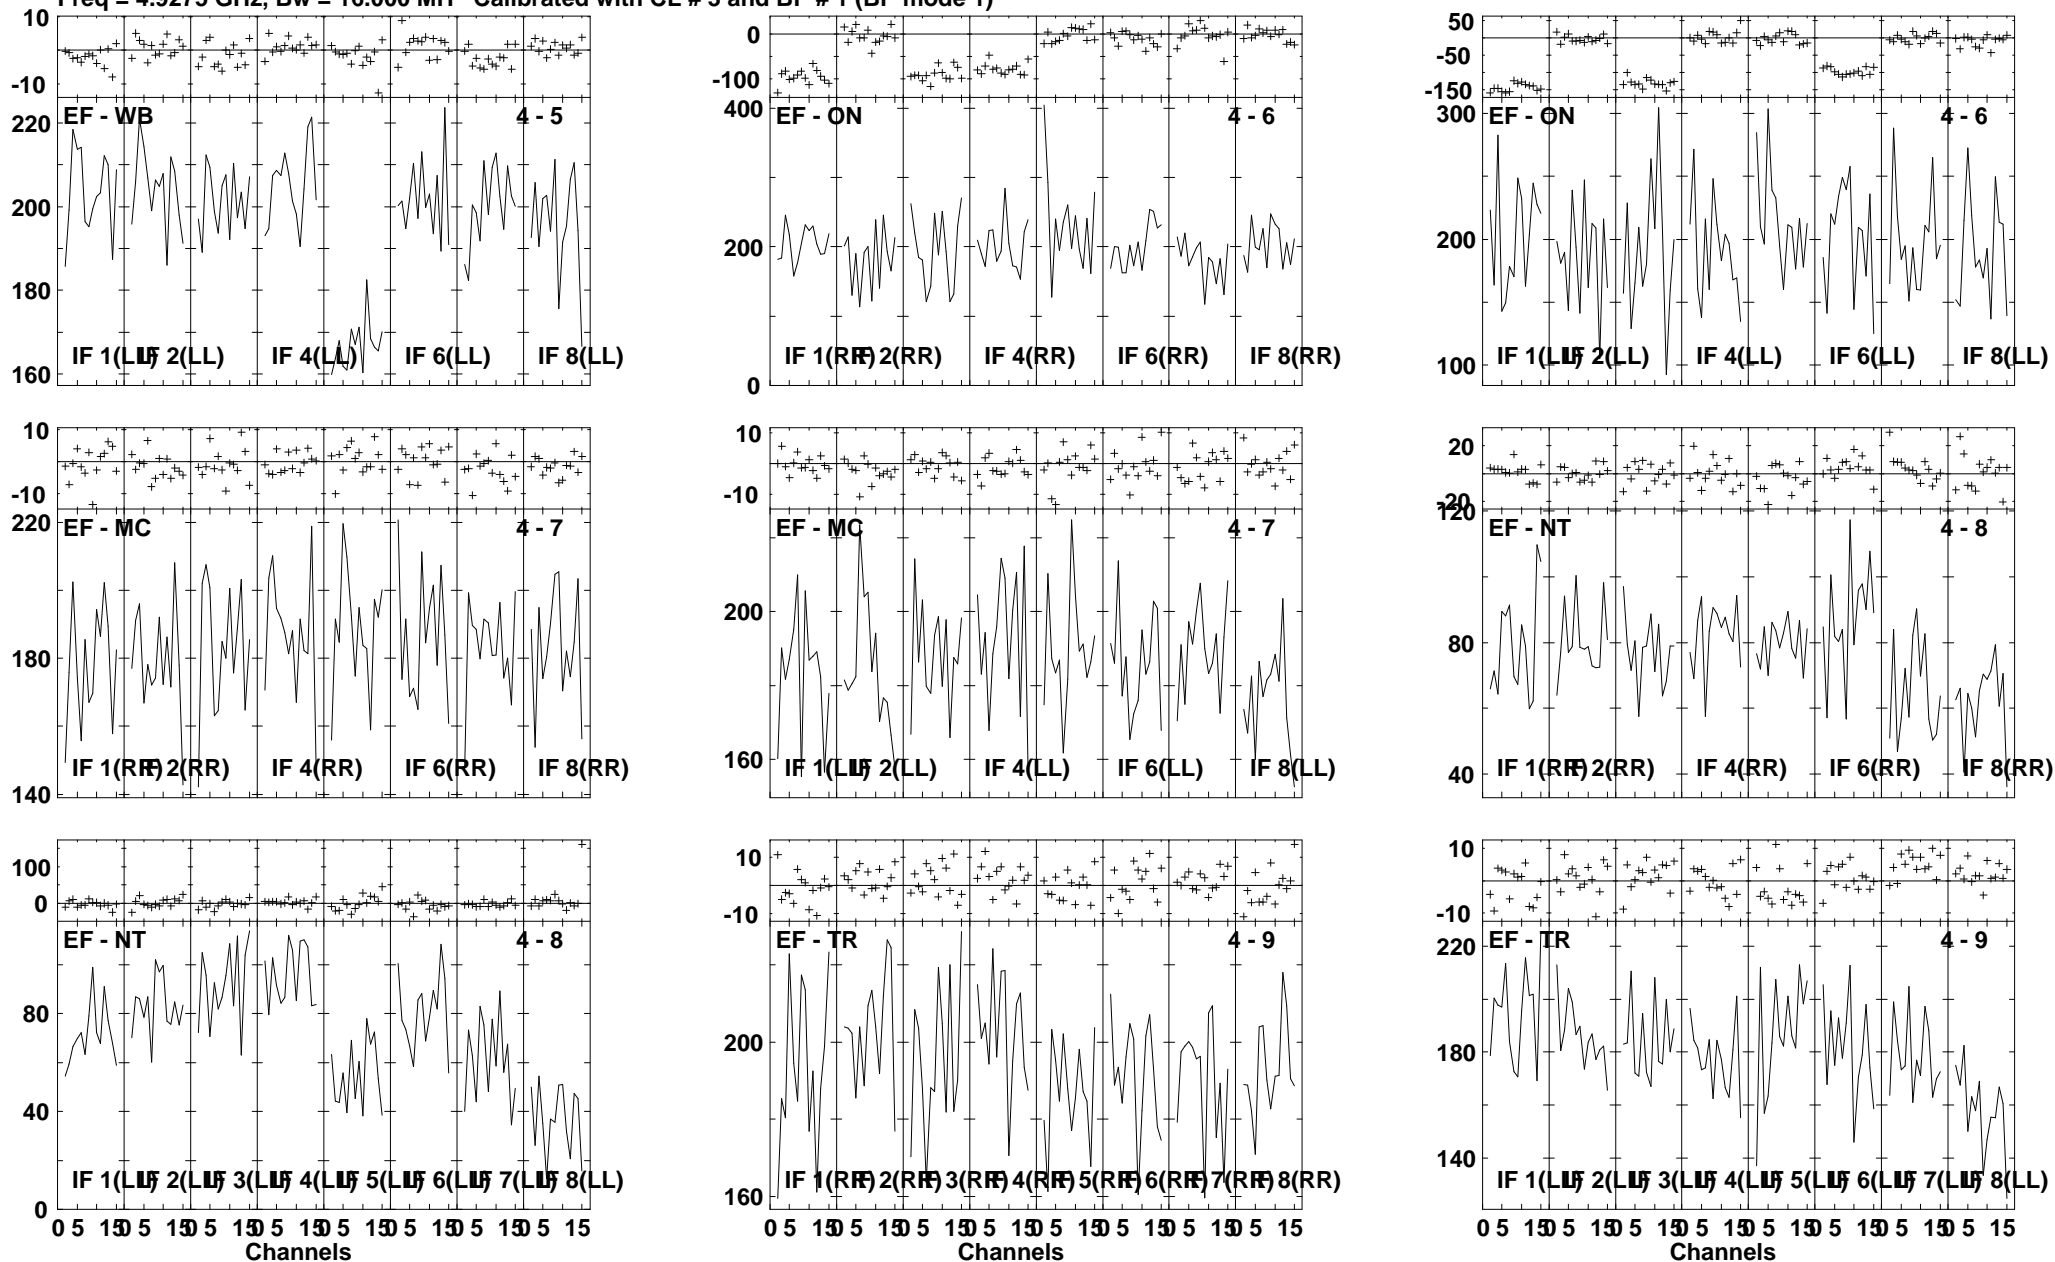 Freq = 4.9275 GHz, Bw = 16.000 MH Calibrated with CL # 3 and BP # 1 (BP mode 1)
10
-10
EF - WB 4 - 5
220
200
180
160
IF 1(LL) IF 2(LL) IF 4(LL) IF 6(LL) IF 8(LL)
0
-100
EF - ON 4 - 6
400
200
0
IF 1(RR) IF 2(RR) IF 4(RR) IF 6(RR) IF 8(RR)
50
-50
-150
EF - ON 4 - 6
300
200
100
IF 1(LL) IF 2(LL) IF 4(LL) IF 6(LL) IF 8(LL)
10
-10
EF - MC 4 - 7
220
180
140
IF 1(RR) IF 2(RR) IF 4(RR) IF 6(RR) IF 8(RR)
10
-10
EF - MC 4 - 7
200
160
IF 1(LL) IF 2(LL) IF 4(LL) IF 6(LL) IF 8(LL)
20
-20
EF - NT 4 - 8
120
80
40
IF 1(RR) IF 2(RR) IF 4(RR) IF 6(RR) IF 8(RR)
100
0
EF - NT 4 - 8
80
40
0
IF 1(LL) IF 2(LL) IF 3(LL) IF 4(LL) IF 5(LL) IF 6(LL) IF 7(LL) IF 8(LL)
0 5 15 0 5 15 0 5 15 0 5 15 0 5 15 0 5 15 0 5 15 0 5 15
Channels
10
-10
EF - TR 4 - 9
200
160
IF 1(RR) IF 2(RR) IF 3(RR) IF 4(RR) IF 5(RR) IF 6(RR) IF 7(RR) IF 8(RR)
0 5 15 0 5 15 0 5 15 0 5 15 0 5 15 0 5 15 0 5 15 0 5 15
Channels
10
-10
EF - TR 4 - 9
220
180
140
IF 1(LL) IF 2(LL) IF 3(LL) IF 4(LL) IF 5(LL) IF 6(LL) IF 7(LL) IF 8(LL)
0 5 15 0 5 15 0 5 15 0 5 15 0 5 15 0 5 15 0 5 15 0 5 15
Channels